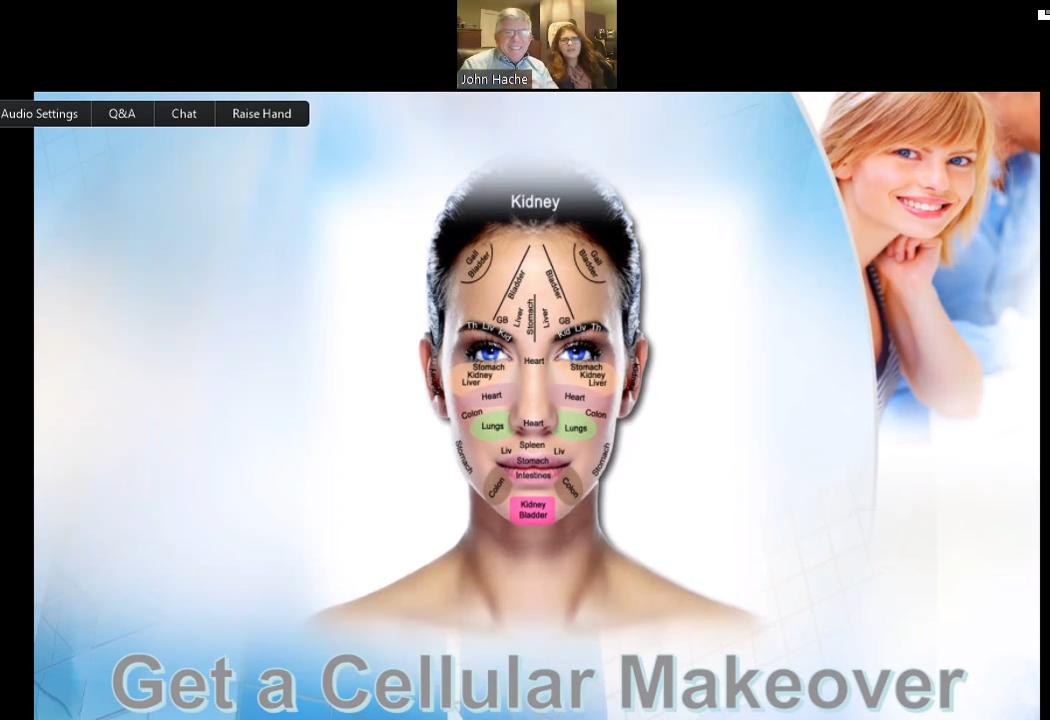 John Hache
Audio Settings
Q&A
Chat
Raise Hand
Kidney
Gall
Bladder
Gall
Bladder
Bladder
Bladder
Liver
Stomach
Liver
GB
GB
Th Liv Kid
Kid Liv Th
Heart
Stomach
Kidney
Liver
Stomach
Kidney
Liver
Kidney
Kidney
Heart
Heart
Colon
Colon
Lungs
Heart
Lungs
Stomach
Stomach
Spleen
Liv
Liv
Stomach
Intestines
Colon
Colon
Kidney
Bladder
Get a Cellular Makeover